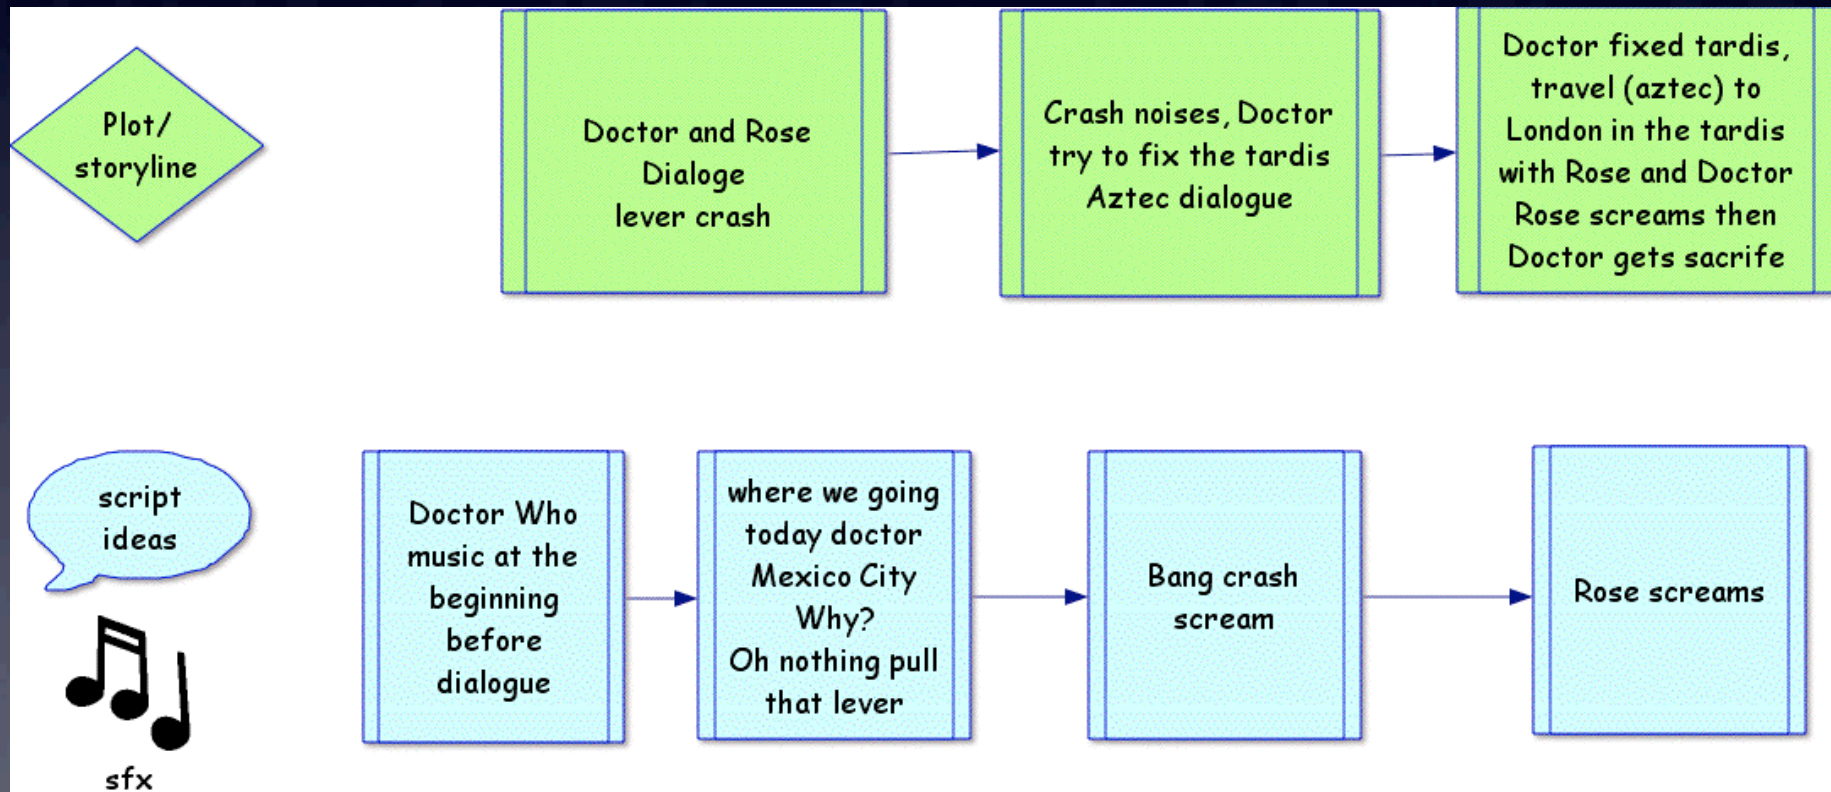 Plot/
storyline
Doctor and Rose
Dialoge
lever crash
Crash noises, Doctor
try to fix the tardis
Aztec dialogue
Doctor fixed tardis,
travel (aztec) to
London in the tardis
with Rose and Doctor
Rose screams then
Doctor gets sacrife
script
ideas
sfx
Doctor Who
music at the
beginning
before
dialogue
where we going
today doctor
Mexico City
Why?
Oh nothing pull
that lever
Bang crash
scream
Rose screams